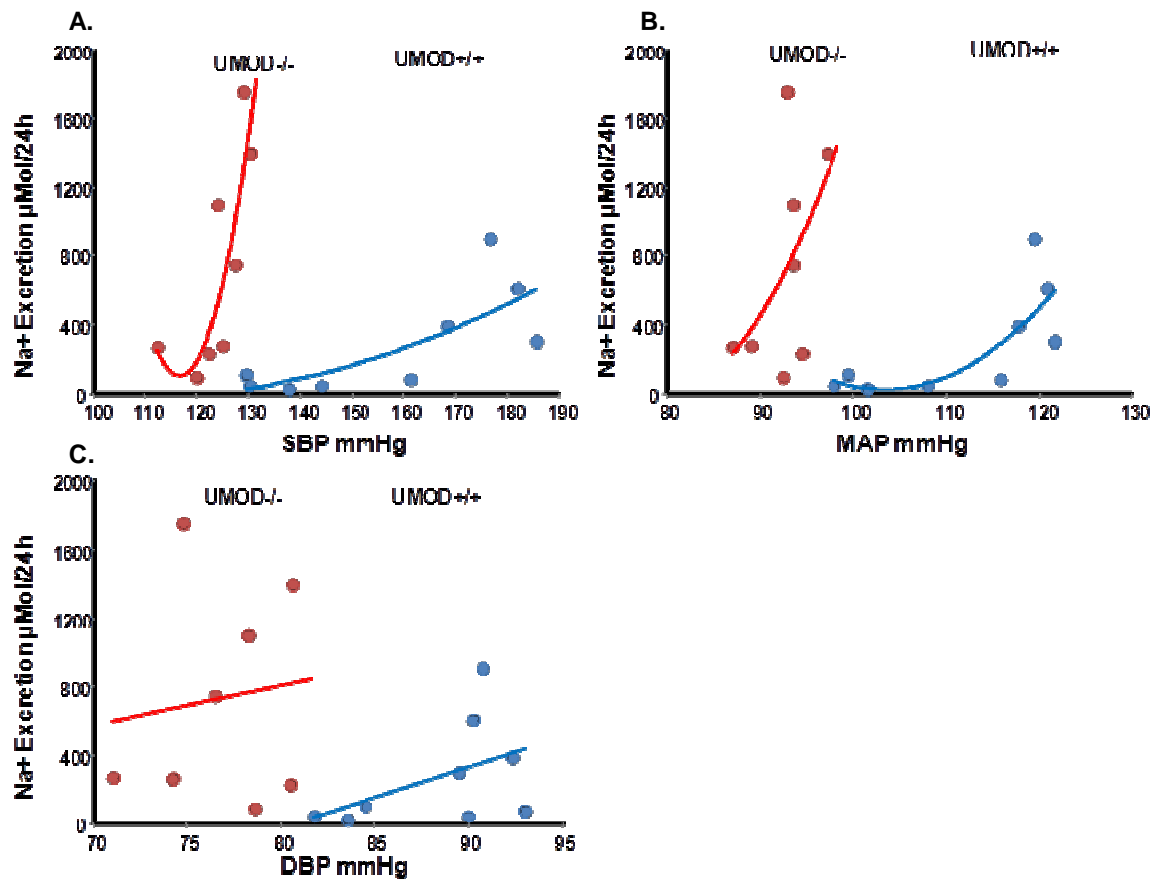 A.
UMOD-/-
UMOD+/+
2000
1600
1200
800
400
0
Na+ Excretion µMol/24h
100 110 120 130 140 150 160 170 180 190
SBP mmHg
B.
UMOD-/-
UMOD+/+
2000
1600
1200
800
400
0
Na+ Excretion µMol/24h
80 90 100 110 120 130
MAP mmHg
C.
UMOD-/-
UMOD+/+
2000
1600
1200
800
400
0
Na+ Excretion µMol/24h
70 75 80 85 90 95
DBP mmHg